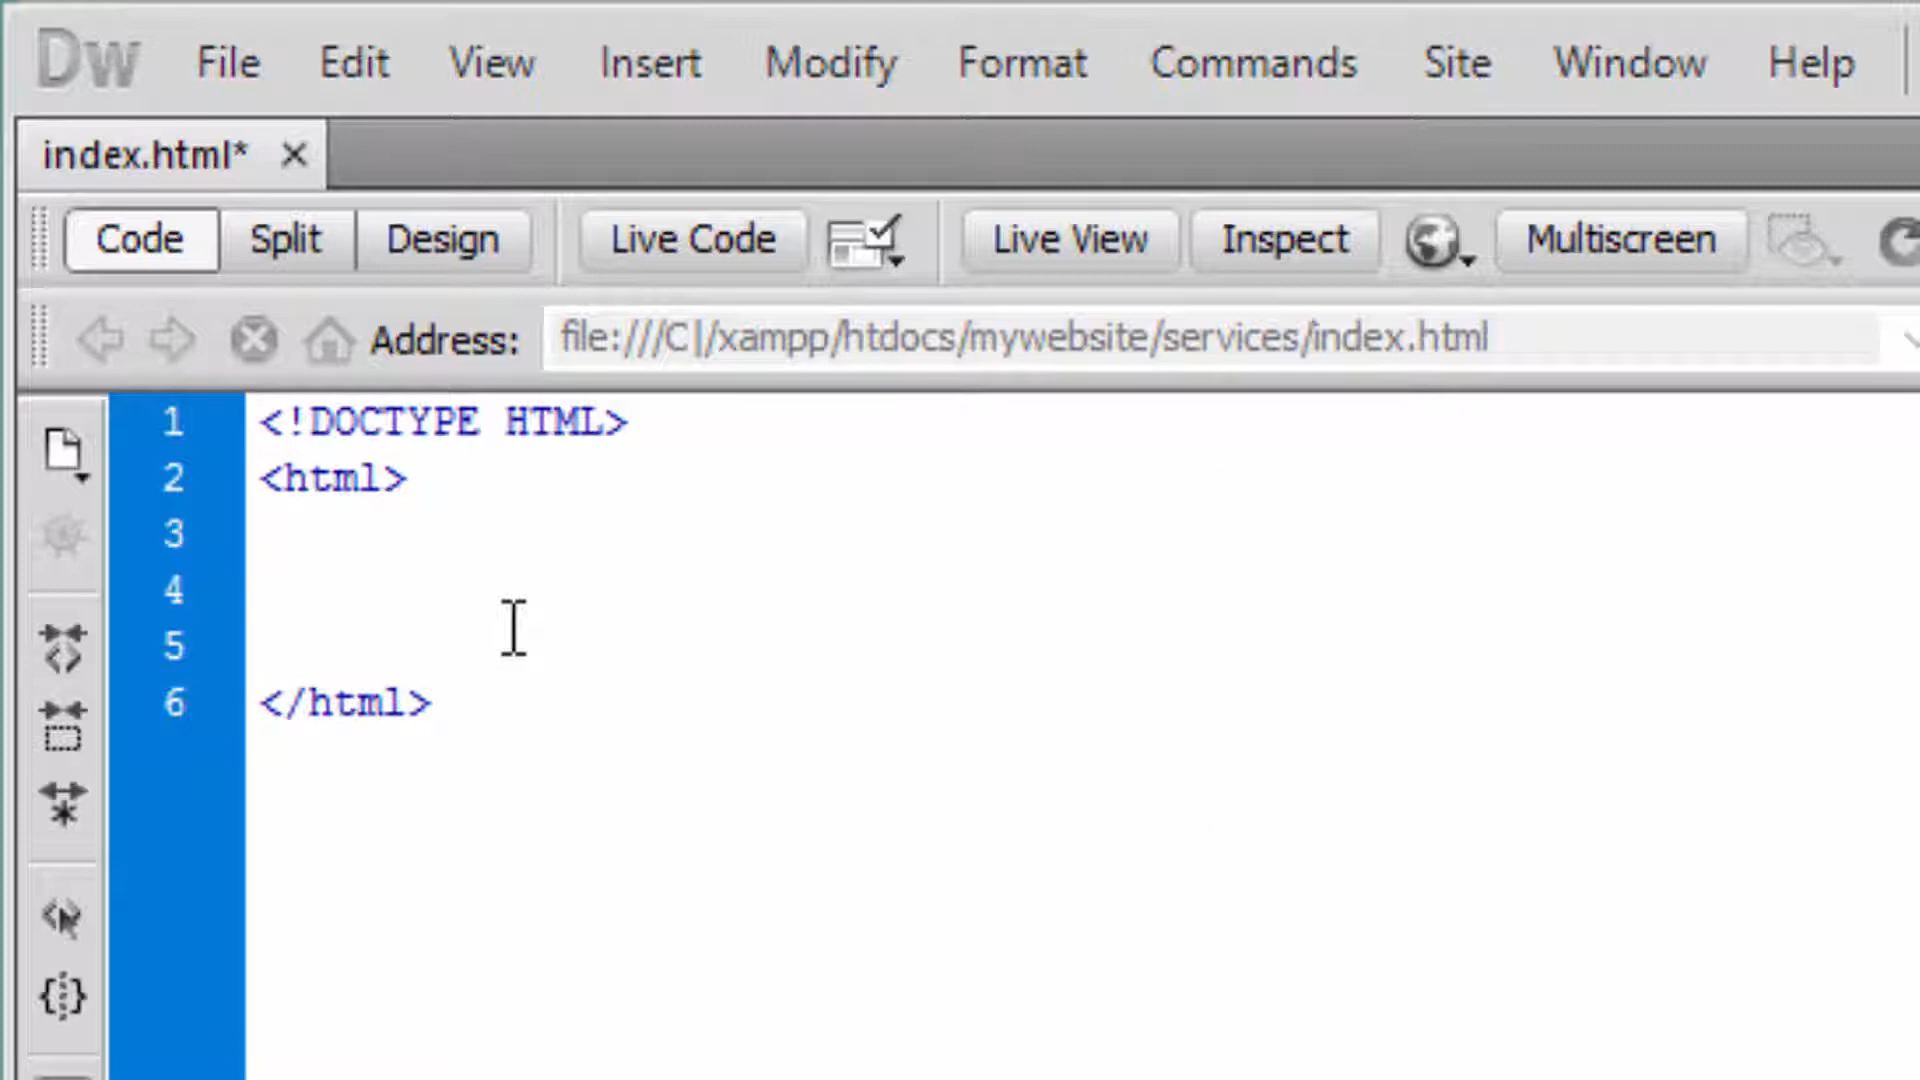 Dw File Edit View Insert Modify Format Commands Site Window Help
index.html*
Code Split Design Live Code Live View Inspect Multiscreen
Address: file:///C|/xampp/htdocs/mywebsite/services/index.html
1 <!DOCTYPE HTML>
2 <html>
3
4
5
6 </html>